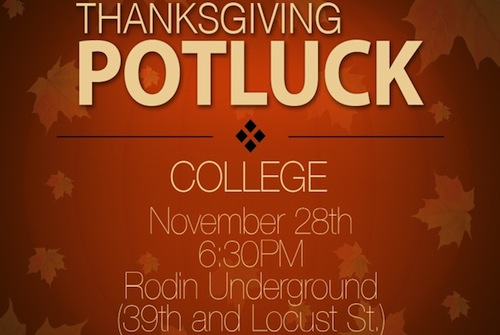 THANKSGIVING
POTLUCK
COLLEGE
November 28th
6:30PM
Rodin Underground
(39th and Locust St.)